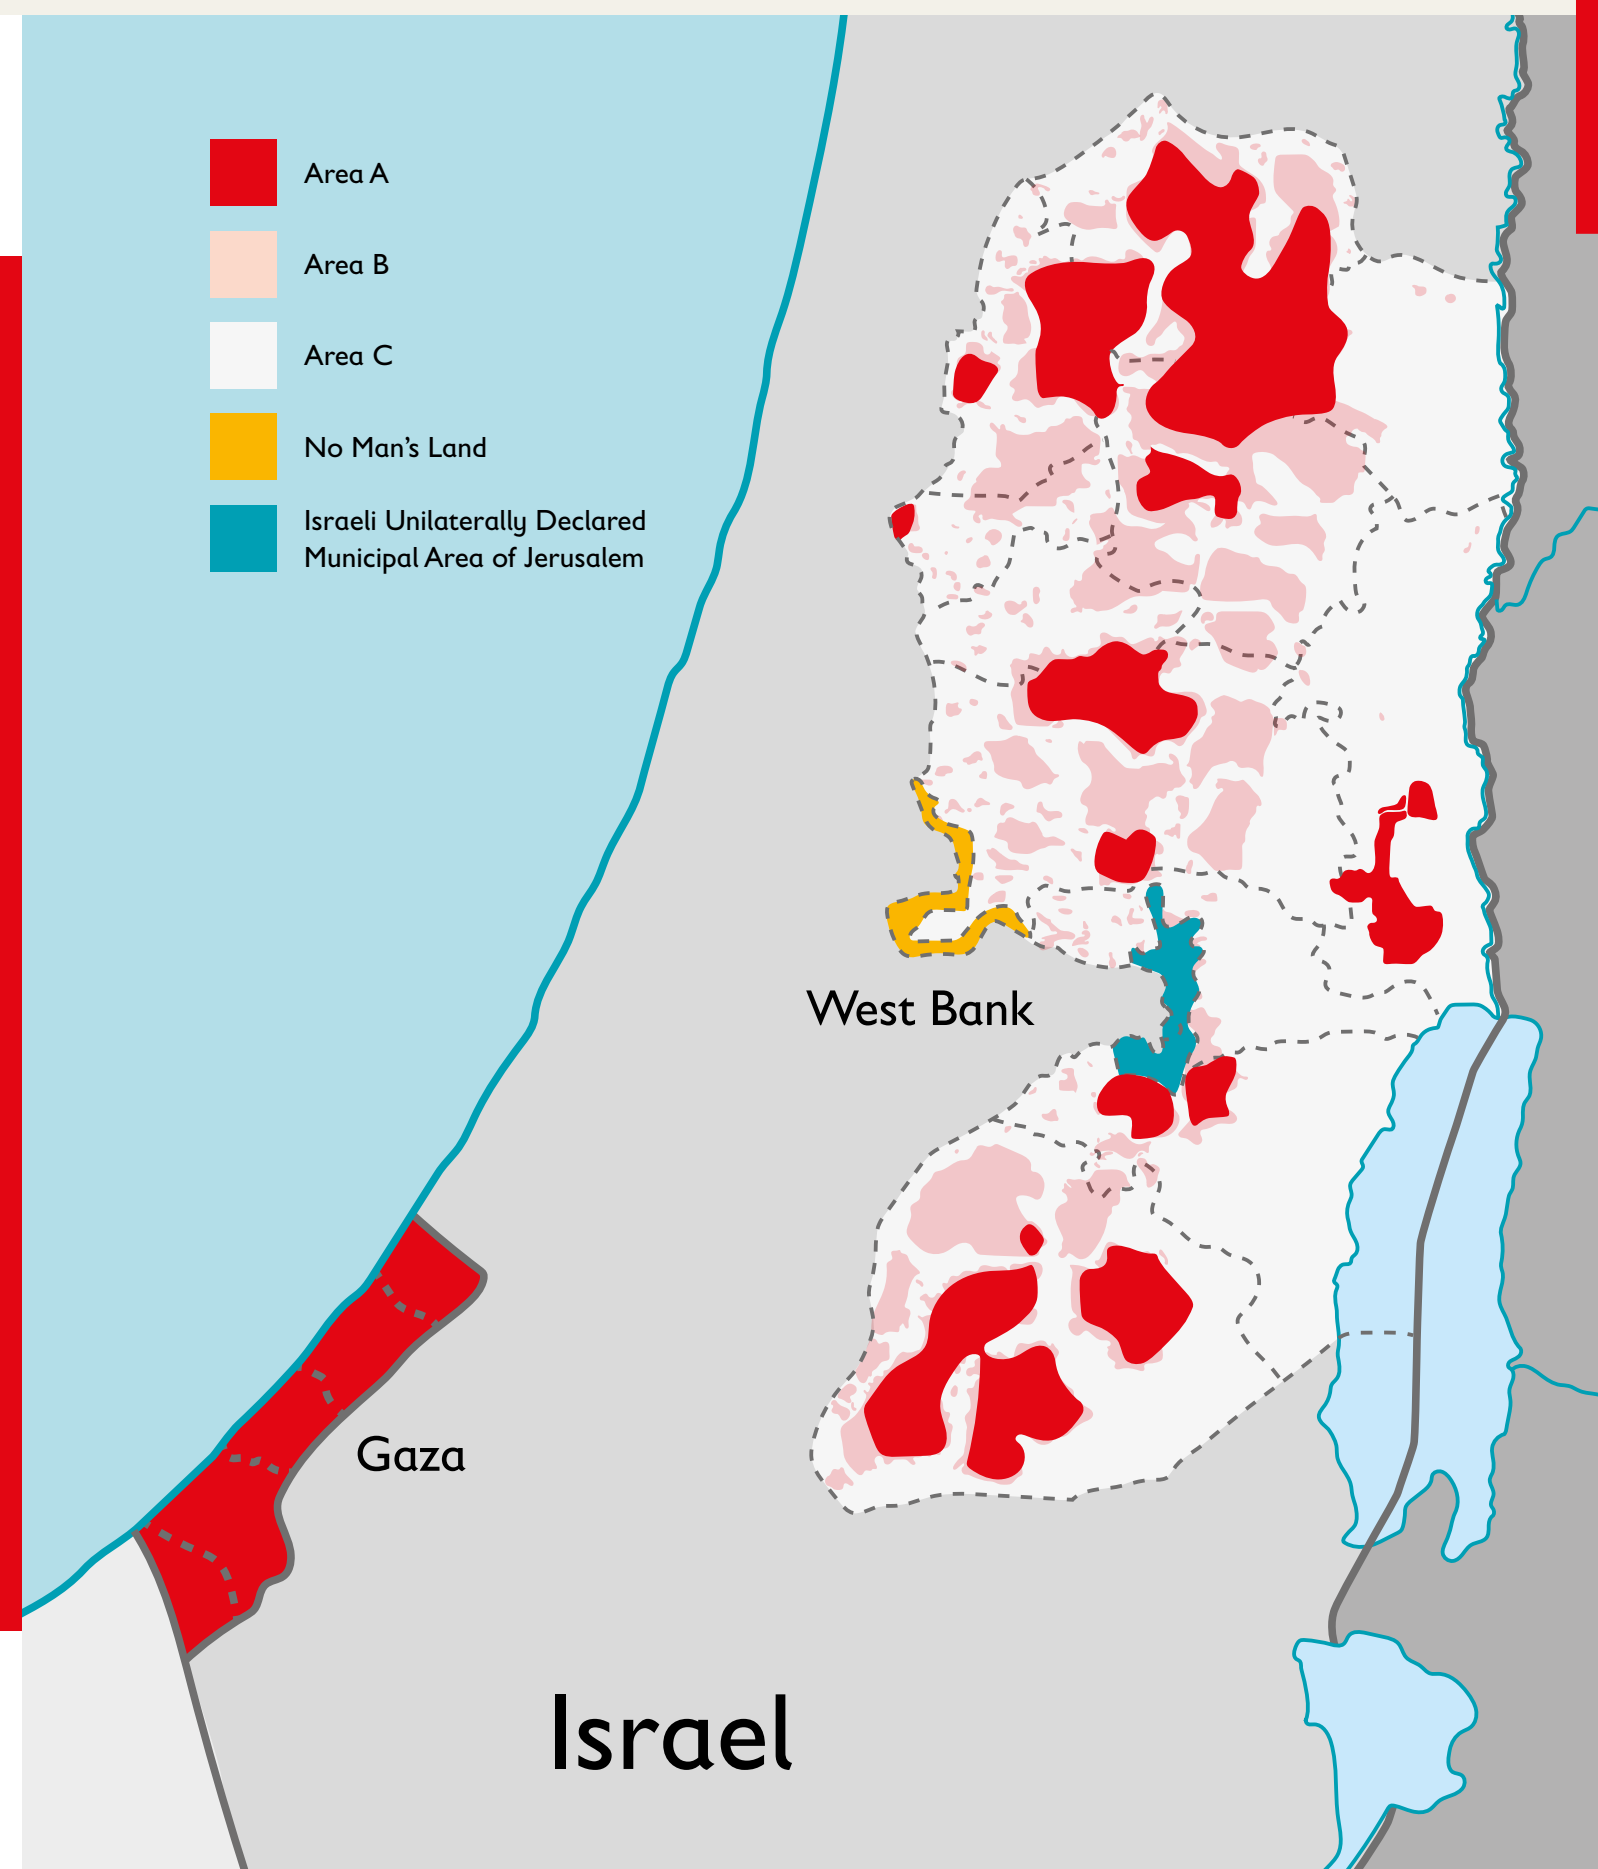 Area A
Area B
Area C
No Man’s Land
Israeli Unilaterally Declared
Municipal Area of Jerusalem
West Bank
Gaza
Israel